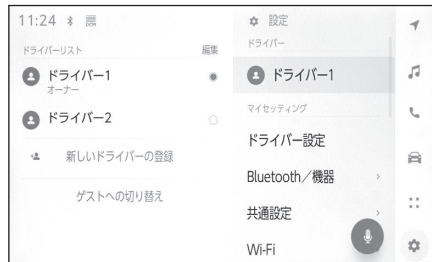 11:24
ドライバーリスト
編集
ドライバー1
オーナー
ドライバー2
新しいドライバーの登録
ゲストへの切り替え
設定
ドライバー
ドライバー1
マイセッティング
ドライバー設定
Bluetooth／機器
共通設定
Wi-Fi